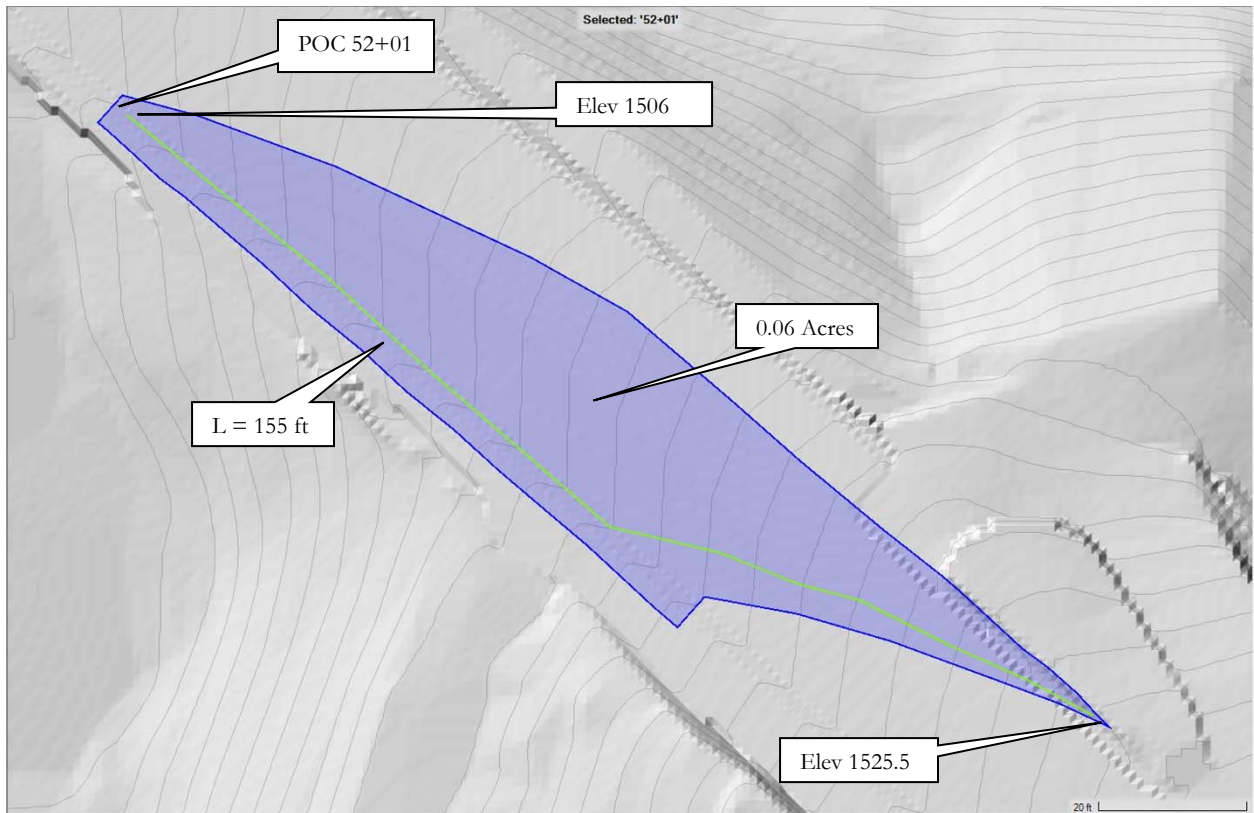 Selected: '52+01'
POC 52+01
Elev 1506
0.06 Acres
L = 155 ft
Elev 1525.5
20 ft